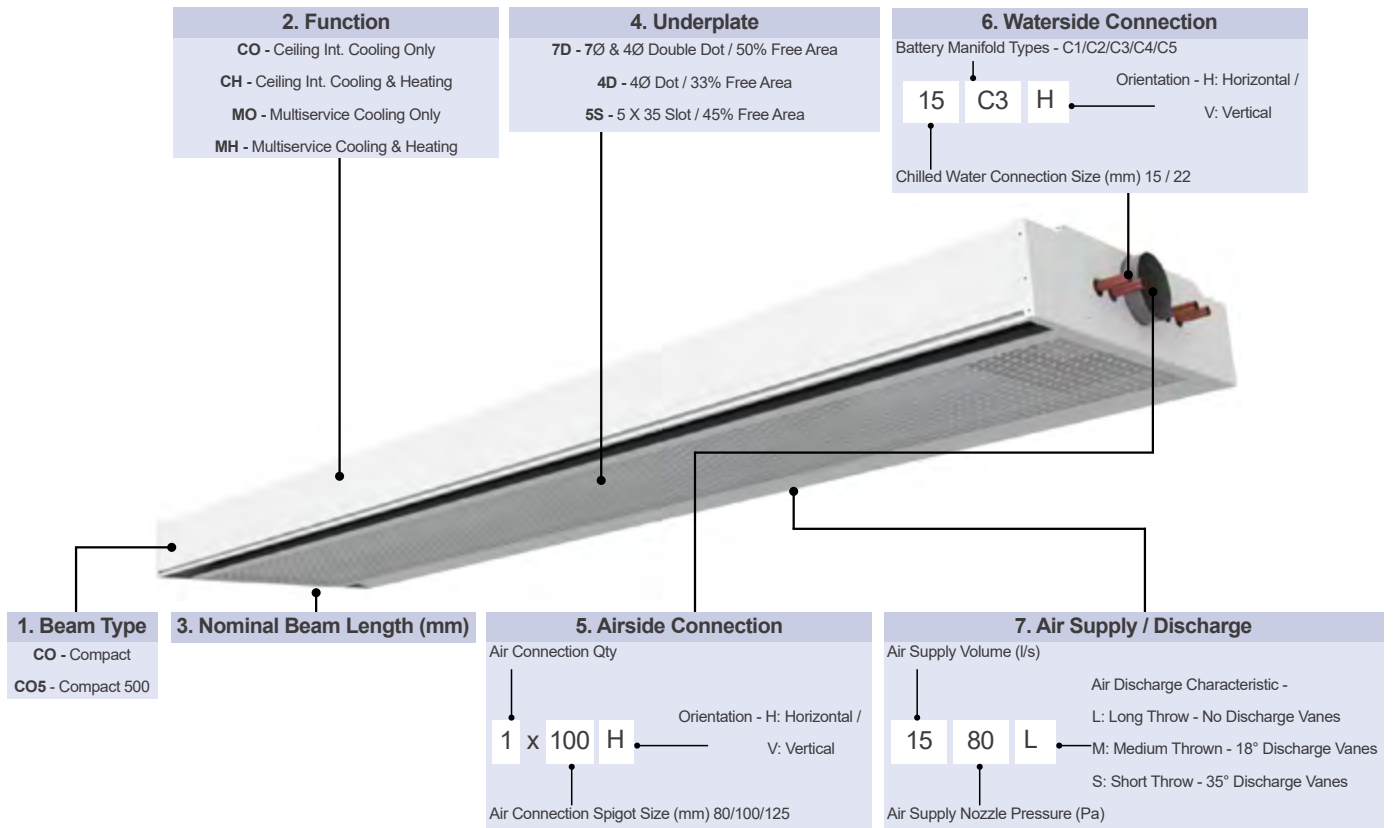 2. Function
CO - Ceiling Int. Cooling Only
CH - Ceiling Int. Cooling & Heating
MO - Multiservice Cooling Only
MH - Multiservice Cooling & Heating
4. Underplate
7D - 7Ø & 4Ø Double Dot / 50% Free Area
4D - 4Ø Dot / 33% Free Area
5S - 5 X 35 Slot / 45% Free Area
6. Waterside Connection
Battery Manifold Types - C1/C2/C3/C4/C5
Orientation - H: Horizontal /
15 C3 H
V: Vertical
Chilled Water Connection Size (mm) 15 / 22
1. Beam Type
CO - Compact
CO5 - Compact 500
3. Nominal Beam Length (mm)
5. Airside Connection
Air Connection Qty
Orientation - H: Horizontal /
1 x 100 H
V: Vertical
Air Connection Spigot Size (mm) 80/100/125
7. Air Supply / Discharge
Air Supply Volume (l/s)
Air Discharge Characteristic -
L: Long Throw - No Discharge Vanes
15 80 L
M: Medium Thrown - 18° Discharge Vanes
S: Short Throw - 35° Discharge Vanes
Air Supply Nozzle Pressure (Pa)